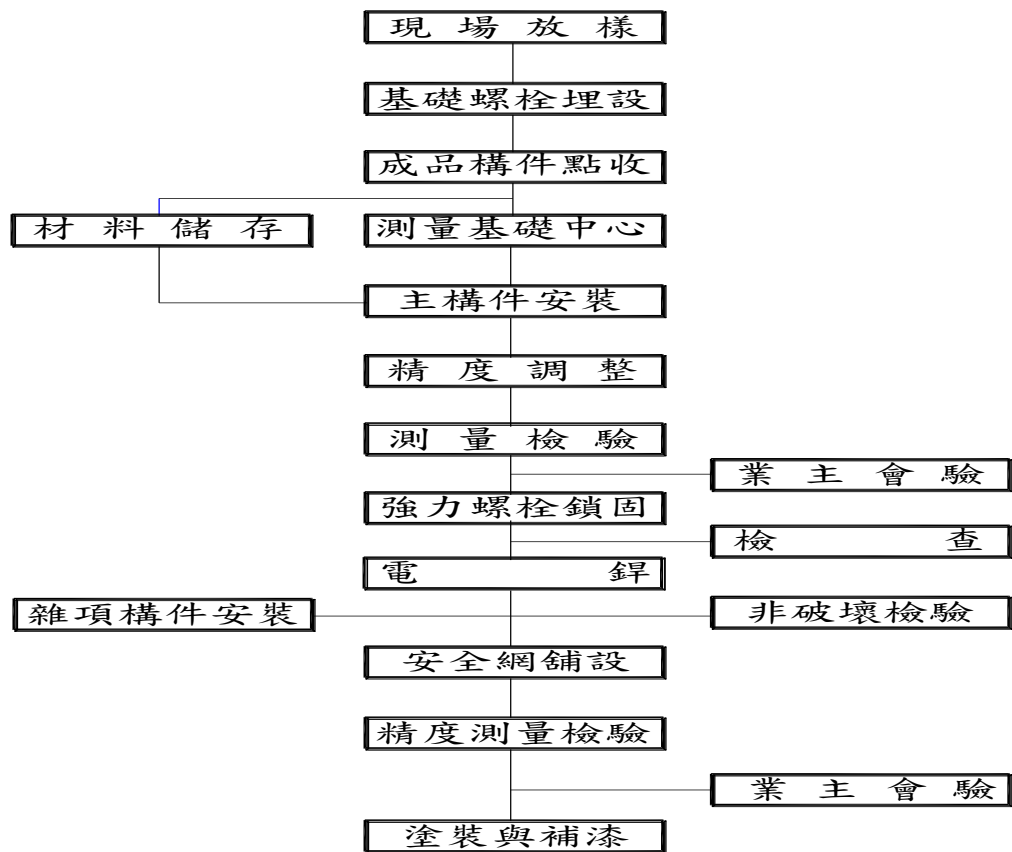 現場放樣
基礎螺栓埋設
成品構件點收
材料儲存
測量基礎中心
主構件安裝
精度調整
測量檢驗
業主會驗
強力螺栓鎖固
檢查
電銲
雜項構件安裝
非破壞檢驗
安全網舖設
精度測量檢驗
業主會驗
塗裝與補漆